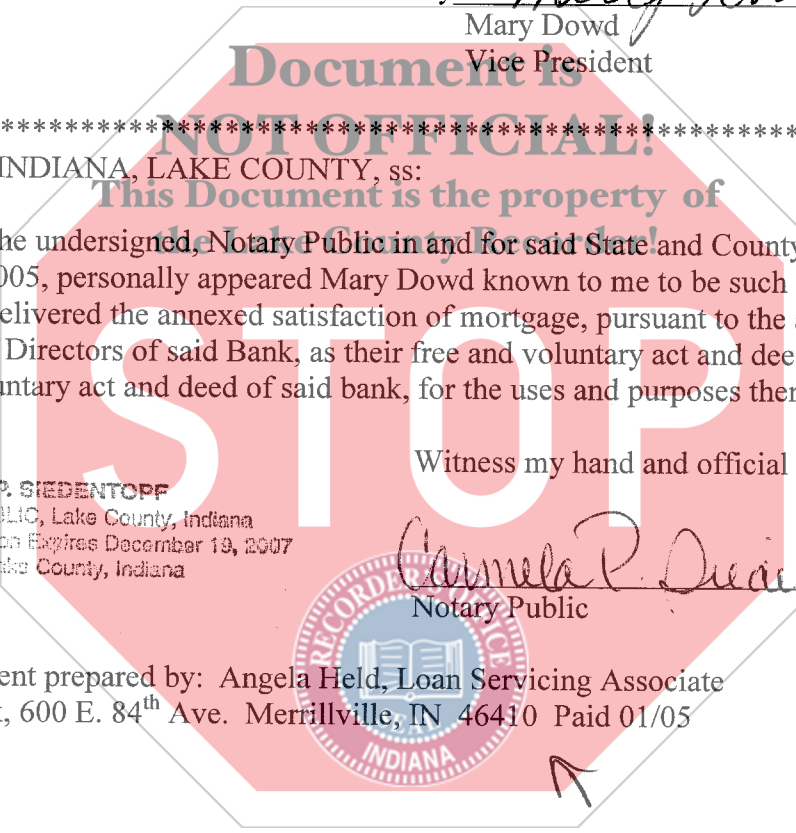 Mary Dowd
Vice President
Document is
NOT OFFICIAL!
This Document is the property of
the Lake County Recorder!
****************************************************************************
INDIANA, LAKE COUNTY, ss:
he undersigned, Notary Public in and for said State and County
005, personally appeared Mary Dowd known to me to be such
elivered the annexed satisfaction of mortgage, pursuant to the
Directors of said Bank, as their free and voluntary act and dee
untary act and deed of said bank, for the uses and purposes ther
STOP
Witness my hand and official
P. SIEDENTOPF
LIC, Lake County, Indiana
on Expires December 19, 2007
ake County, Indiana
Carmela P.
Notary Public
RECORDER'S OFFICE
SEAL
INDIANA
ent prepared by: Angela Held, Loan Servicing Associate
, 600 E. 84th Ave. Merrillville, IN 46410 Paid 01/05